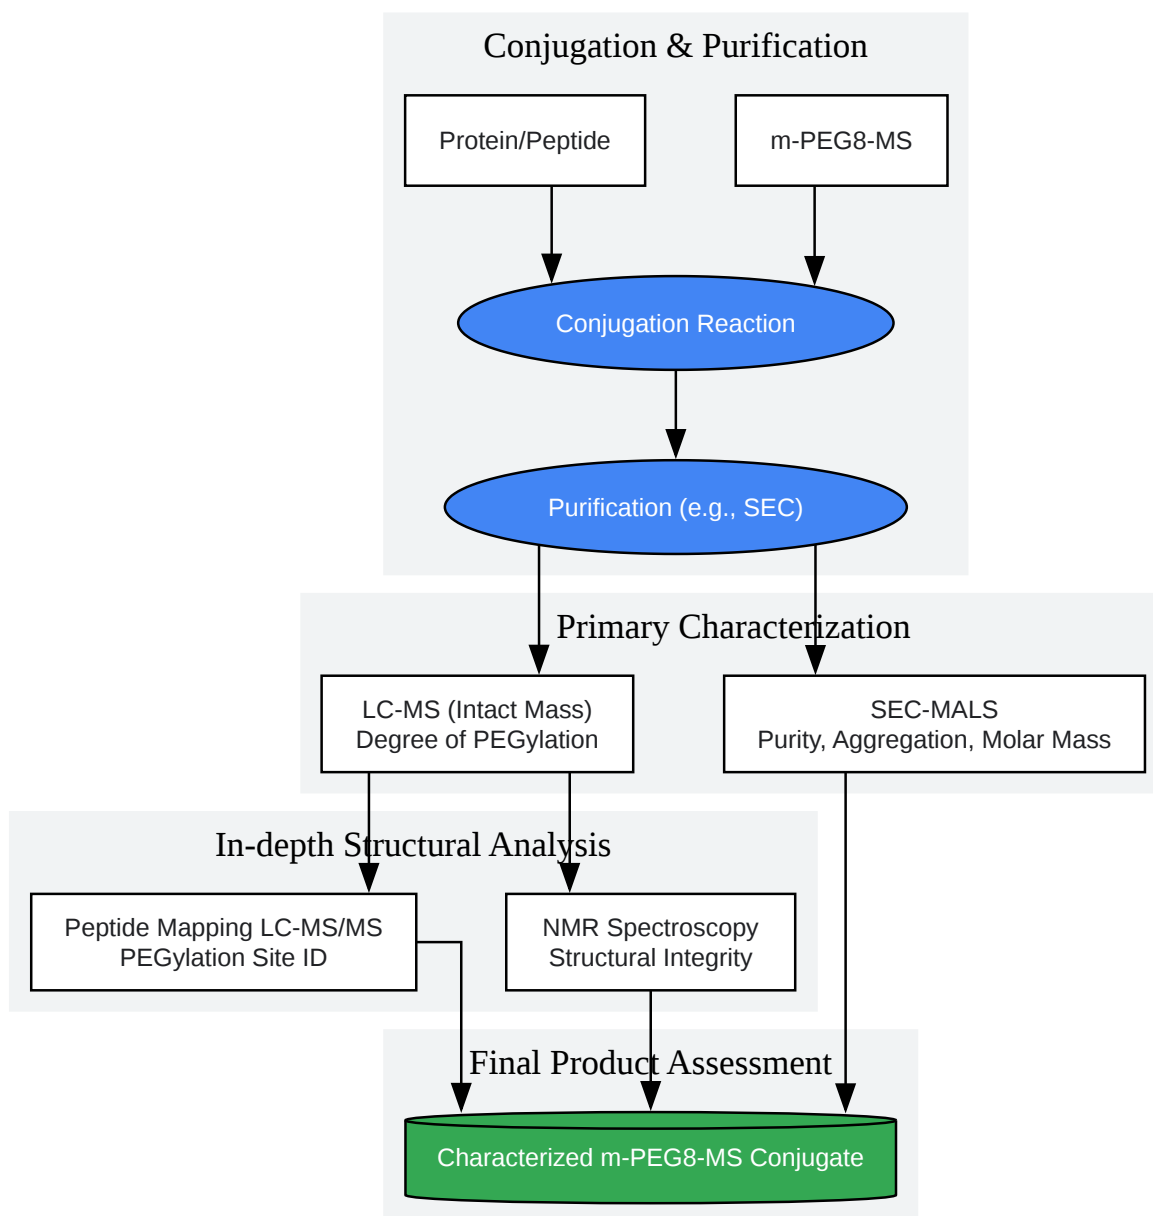 Conjugation & Purification
Protein/Peptide
m-PEG8-MS
Conjugation Reaction
Purification (e.g., SEC)
Primary Characterization
LC-MS (Intact Mass)
Degree of PEGylation
SEC-MALS
Purity, Aggregation, Molar Mass
In-depth Structural Analysis
Peptide Mapping LC-MS/MS
PEGylation Site ID
NMR Spectroscopy
Structural Integrity
Final Product Assessment
Characterized m-PEG8-MS Conjugate